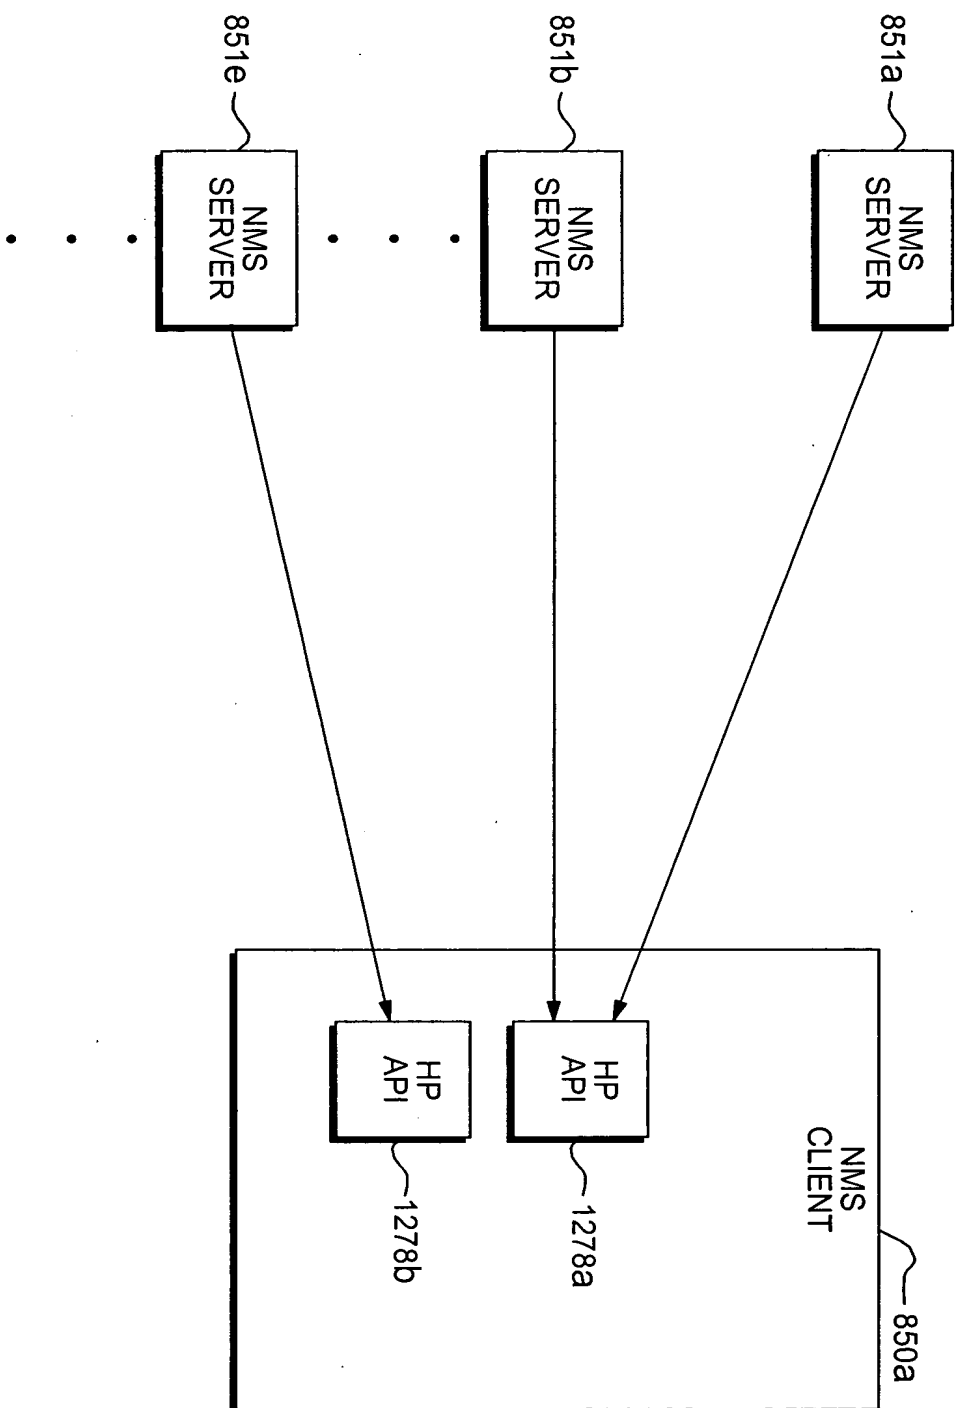 851a
NMS
SERVER
851b
NMS
SERVER
851e
NMS
SERVER
850a
NMS
CLIENT
HP
API
1278a
HP
API
1278b